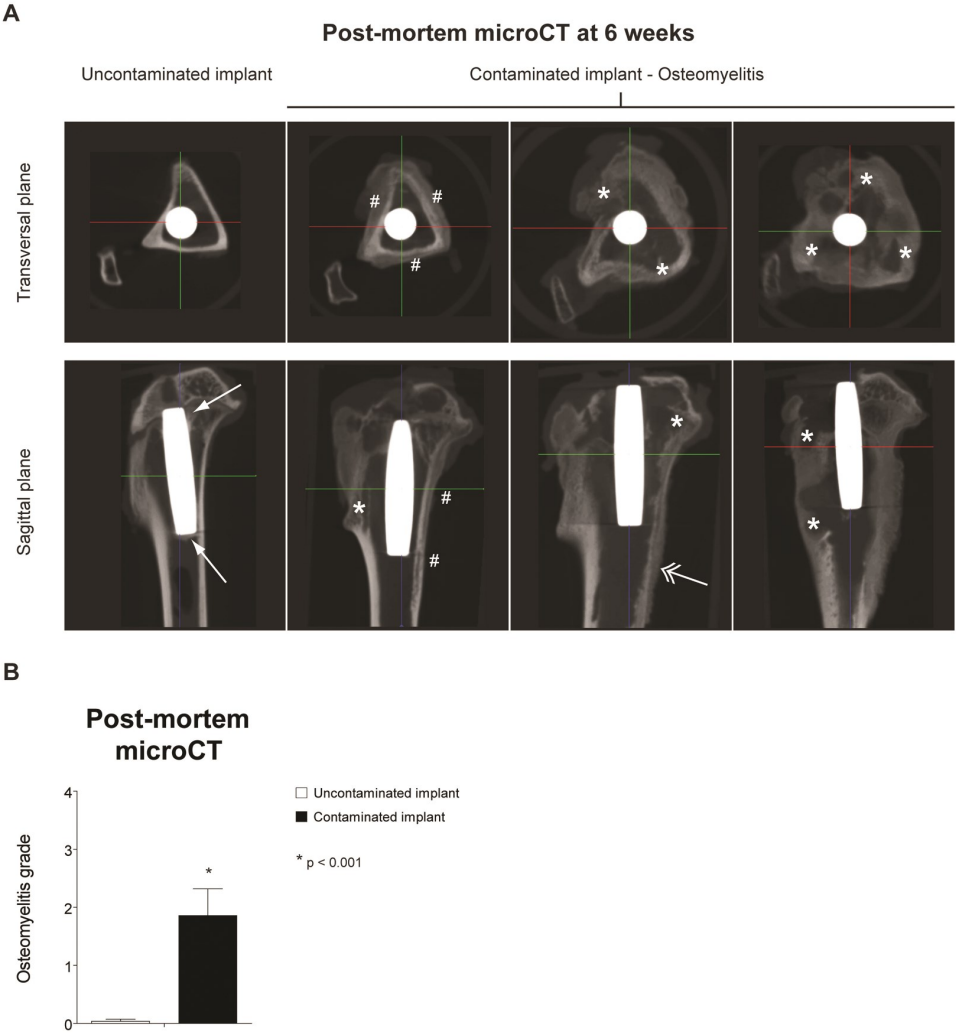 A
Post-mortem microCT at 6 weeks
Uncontaminated implant
Contaminated implant - Osteomyelitis
Transversal plane
# # #
* *
* * *
Sagittal plane
* # #
*
* *
B
Post-mortem
microCT
Osteomyelitis grade
4
3
2
1
0
*
Uncontaminated implant
Contaminated implant
* p < 0.001